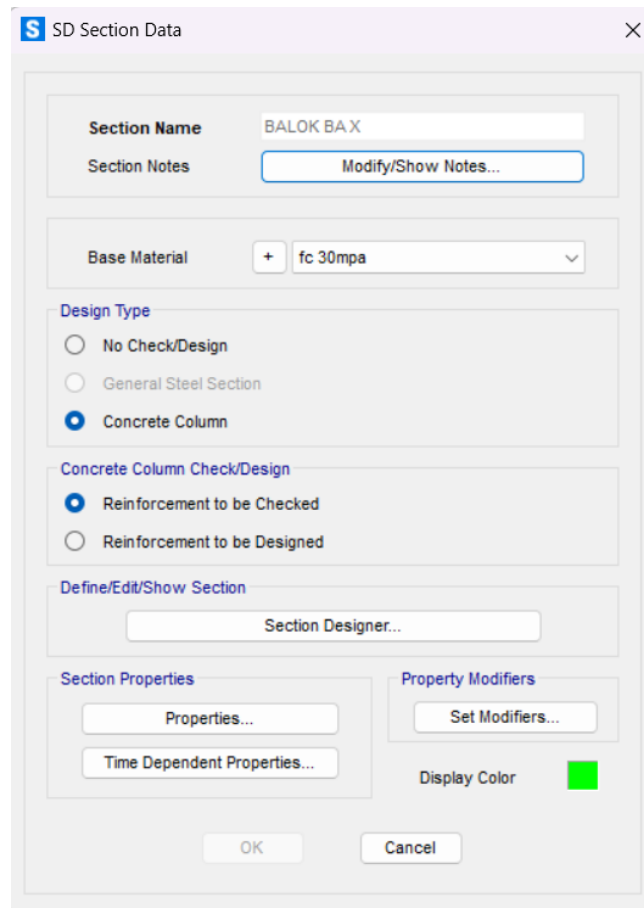 S SD Section Data
Section Name BALOK BA X
Section Notes Modify/Show Notes...
Base Material + fc 30mpa
Design Type
No Check/Design
General Steel Section
Concrete Column
Concrete Column Check/Design
Reinforcement to be Checked
Reinforcement to be Designed
Define/Edit/Show Section
Section Designer...
Section Properties
Properties...
Time Dependent Properties...
Property Modifiers
Set Modifiers...
Display Color
OK Cancel